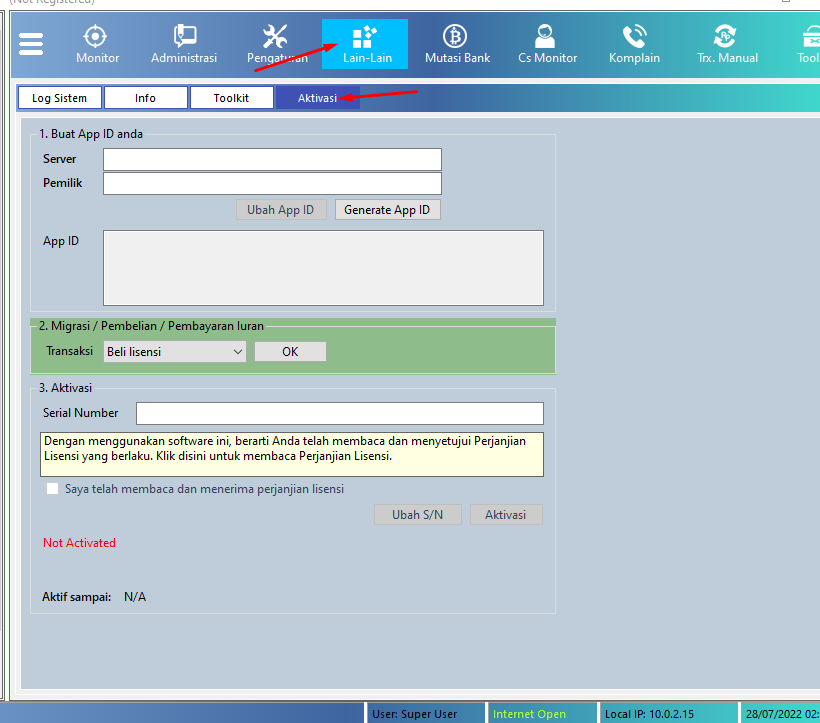 (Not Registered)
Monitor
Administrasi
Pengaturan
Lain-Lain
Mutasi Bank
Cs Monitor
Komplain
Trx. Manual
Tool
Log Sistem
Info
Toolkit
Aktivasi
1. Buat App ID anda
Server
Pemilik
Ubah App ID
Generate App ID
App ID
2. Migrasi / Pembelian / Pembayaran Iuran
Transaksi
Beli lisensi
OK
3. Aktivasi
Serial Number
Dengan menggunakan software ini, berarti Anda telah membaca dan menyetujui Perjanjian
Lisensi yang berlaku. Klik disini untuk membaca Perjanjian Lisensi.
Saya telah membaca dan menerima perjanjian lisensi
Ubah S/N
Aktivasi
Not Activated
Aktif sampai: N/A
User: Super User
Internet Open
Local IP: 10.0.2.15
28/07/2022 02: